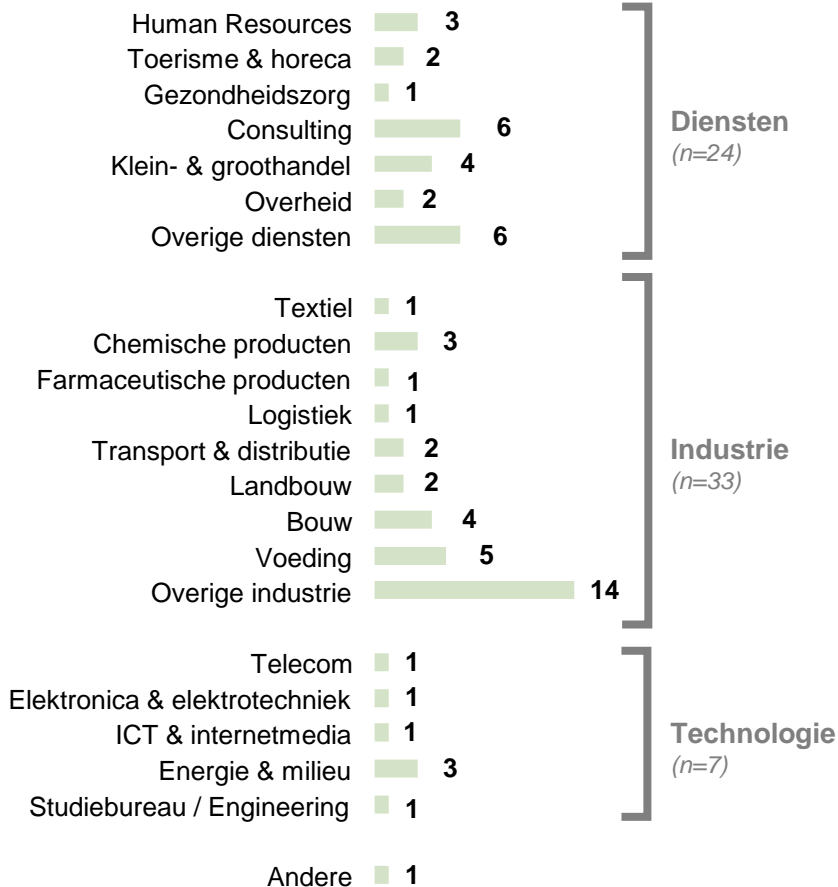 Human Resources 3
Toerisme & horeca 2
Gezondheidszorg 1
Consulting 6
Klein- & groothandel 4
Overheid 2
Overige diensten 6
Diensten
(n=24)
Textiel 1
Chemische producten 3
Farmaceutische producten 1
Logistiek 1
Transport & distributie 2
Landbouw 2
Bouw 4
Voeding 5
Overige industrie 14
Industrie
(n=33)
Telecom 1
Elektronica & elektrotechniek 1
ICT & internetmedia 1
Energie & milieu 3
Studiebureau / Engineering 1
Technologie
(n=7)
Andere 1